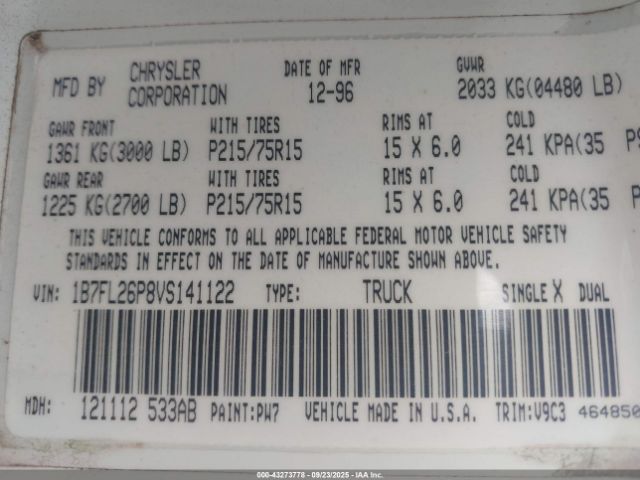 MFD BY CHRYSLER CORPORATION DATE OF MFR 12-96 GVWR 2033 KG(04480 LB)
GAWR FRONT WITH TIRES RIMS AT COLD
1361 KG(3000 LB) P215/75R15 15 X 6.0 241 KPA(35
GAWR REAR WITH TIRES RIMS AT COLD
1225 KG(2700 LB) P215/75R15 15 X 6.0 241 KPA(35
THIS VEHICLE CONFORMS TO ALL APPLICABLE FEDERAL MOTOR VEHICLE SAFETY
STANDARDS IN EFFECT ON THE DATE OF MANUFACTURE SHOWN ABOVE.
VIN: 1B7FL26P8VS141122 TYPE: TRUCK SINGLE X DUAL
MDH: 121112 533AB PAINT:PW7 VEHICLE MADE IN U.S.A. TRIM:V9C3 464850
000-43273778 - 09/23/2025 - IAA Inc.